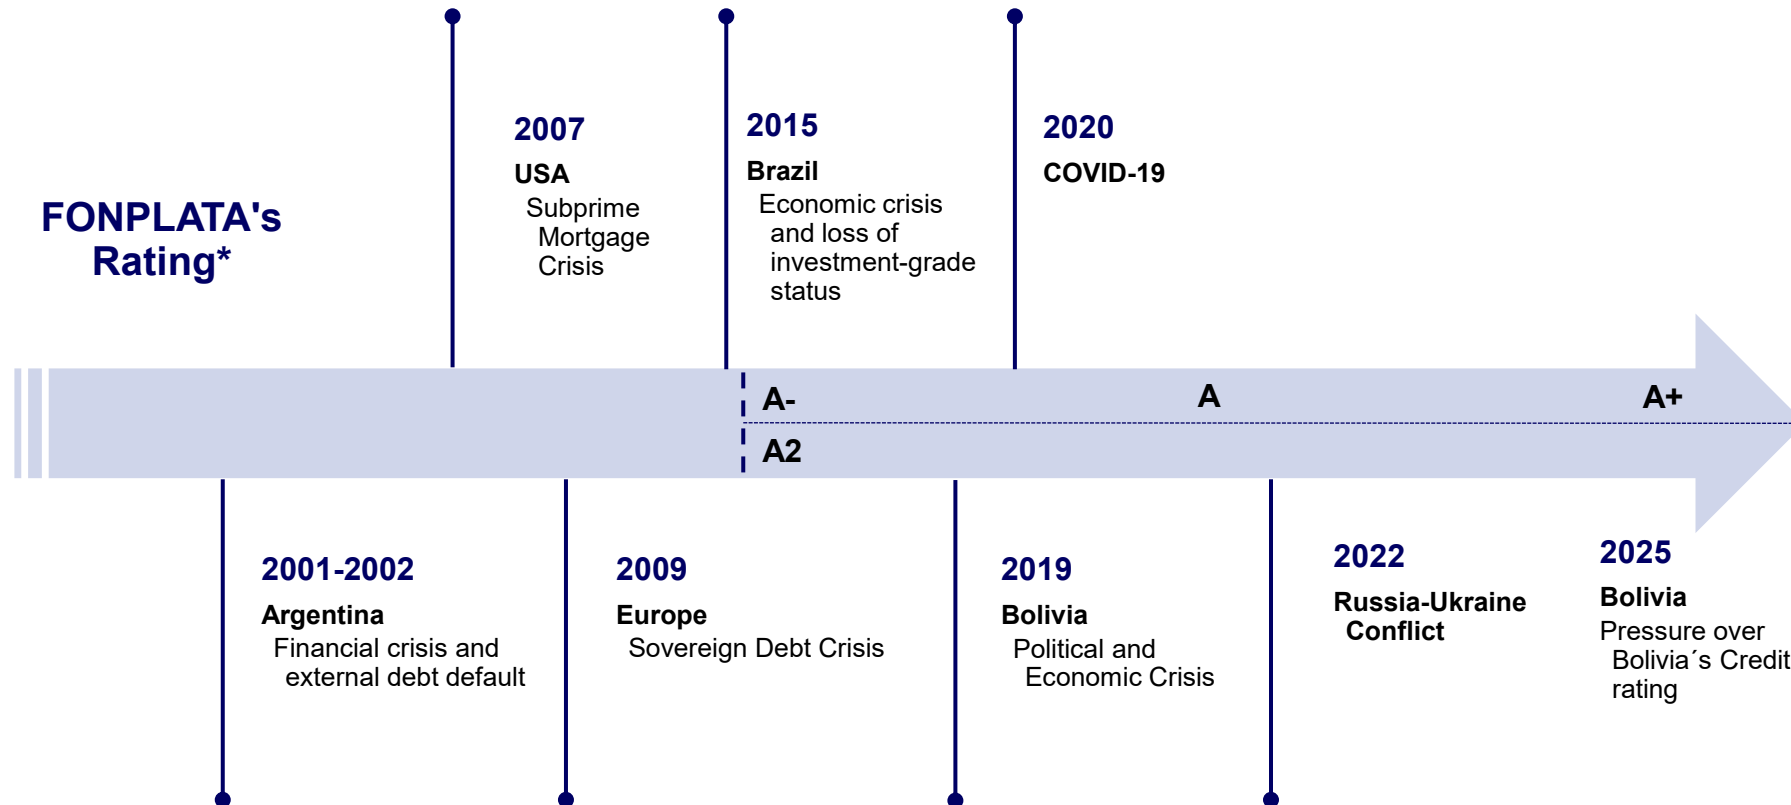 FONPLATA's
Rating*
2007
USA
Subprime
Mortgage
Crisis
2015
Brazil
Economic crisis
and loss of
investment-grade
status
2020
COVID-19
A-
A
A+
A2
2001-2002
Argentina
Financial crisis and
external debt default
2009
Europe
Sovereign Debt Crisis
2019
Bolivia
Political and
Economic Crisis
2022
Russia-Ukraine
Conflict
2025
Bolivia
Pressure over
Bolivia´s Credit
rating